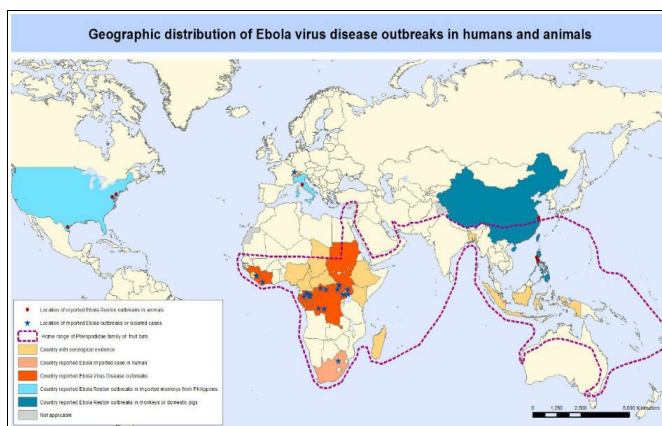 Geographic distribution of Ebola virus disease outbreaks in humans and animals
Location of reported Ebola Reston outbreaks in animals
Location of reported Ebola outbreaks or isolated cases
Home range of Pteropodidae family of fruit bats
Country with serological evidence
Country reported Ebola imported case in human
Country reported Ebola Virus Disease outbreaks
Country reported Ebola Reston outbreaks in imported monkeys from Philippines
Country reported Ebola Reston outbreaks in monkeys or domestic pigs
Not applicable
0 1,250 2,500 5,000 Kilometers